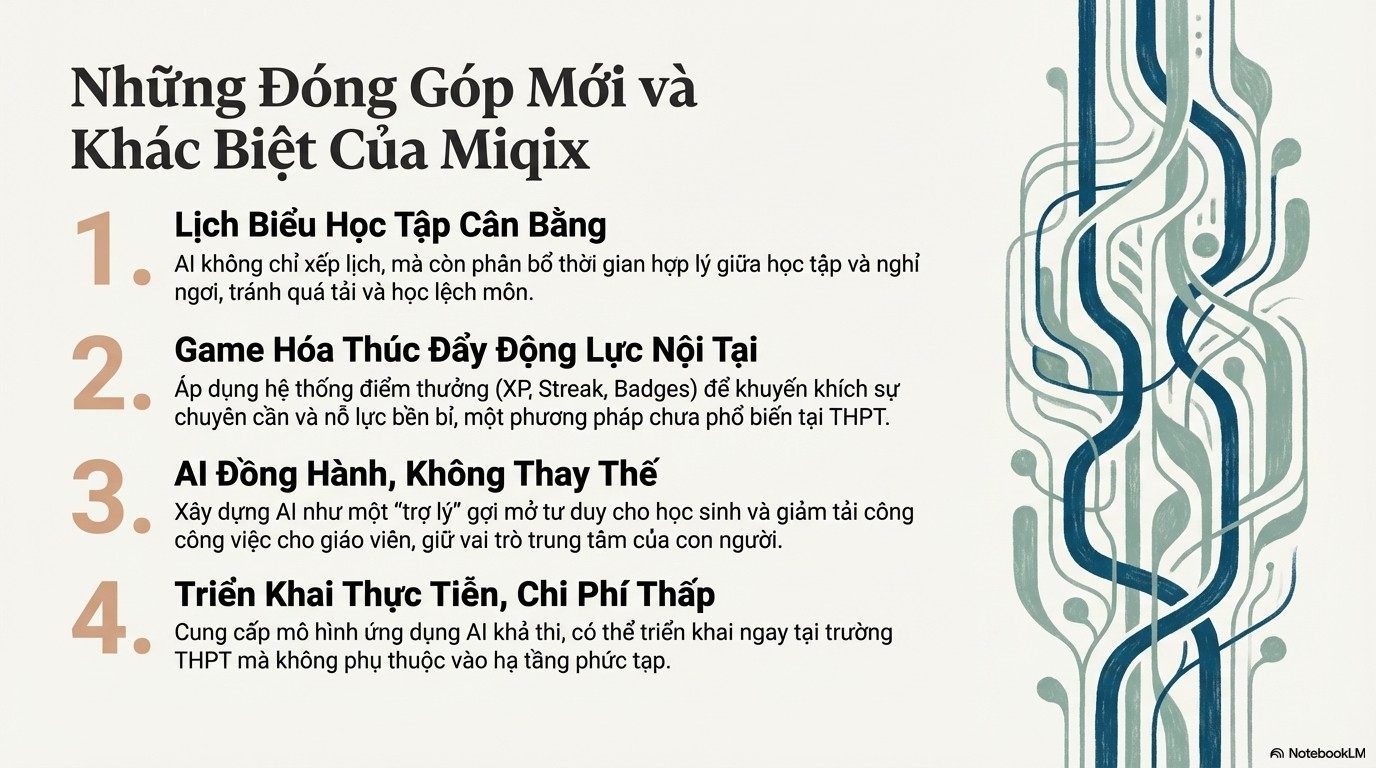 Những Đóng Góp Mới và
Khác Biệt Của Miqix
1.
Lịch Biểu Học Tập Cân Bằng
AI không chỉ xếp lịch, mà còn phân bổ thời gian hợp lý giữa học tập và nghỉ
ngơi, tránh quá tải và học lệch môn.
2.
Game Hóa Thúc Đẩy Động Lực Nội Tại
Áp dụng hệ thống điểm thưởng (XP, Streak, Badges) để khuyến khích sự
chuyên cần và nỗ lực bền bỉ, một phương pháp chưa phổ biến tại THPT.
3.
AI Đồng Hành, Không Thay Thế
Xây dựng AI như một “trợ lý” gợi mở tư duy cho học sinh và giảm tải công
công việc cho giáo viên, giữ vai trò trung tâm của con người.
4.
Triển Khai Thực Tiễn, Chi Phí Thấp
Cung cấp mô hình ứng dụng AI khả thi, có thể triển khai ngay tại trường
THPT mà không phụ thuộc vào hạ tầng phức tạp.
NotebookLM